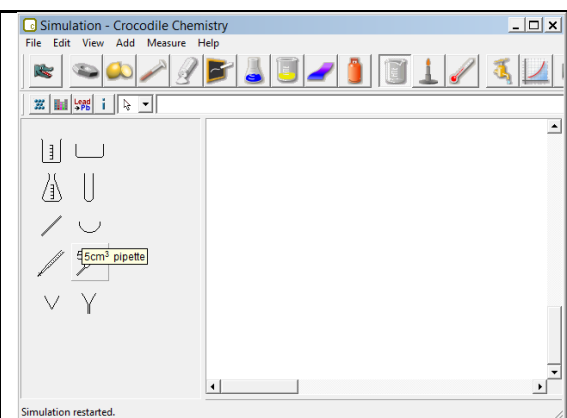 Simulation - Crocodile Chemistry
File Edit View Add Measure Help
Lead
→Pb i
5cm³ pipette
Simulation restarted.